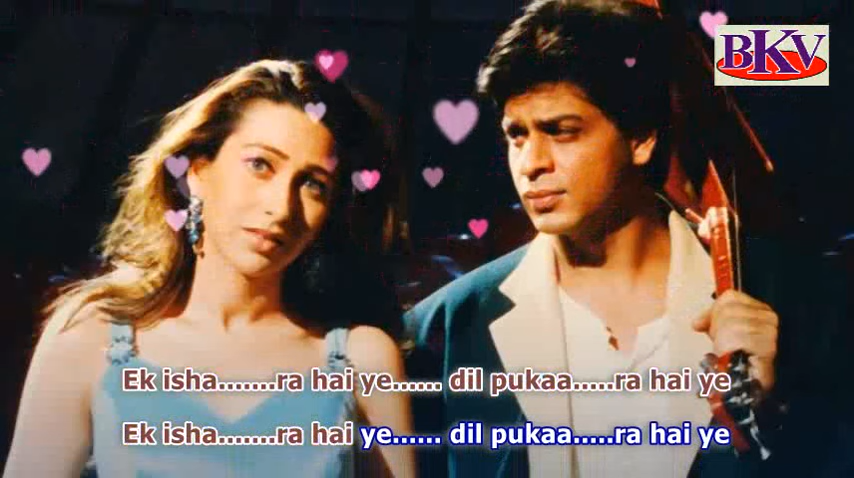 BKV
Ek isha.......ra hai ye...... dil pukaa.....ra hai ye
Ek isha.......ra hai ye...... dil pukaa.....ra hai ye